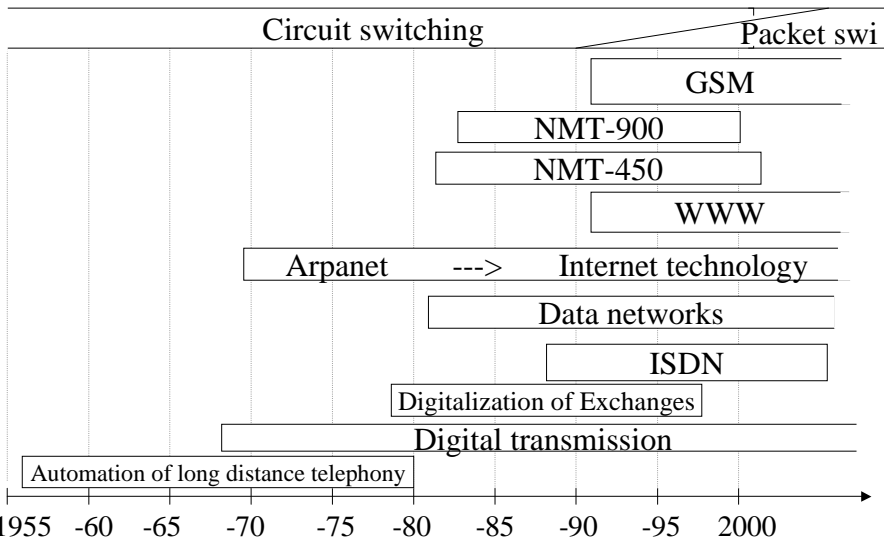 Circuit switching
Packet swi
GSM
NMT-900
NMT-450
WWW
Arpanet ---> Internet technology
Data networks
ISDN
Digitalization of Exchanges
Digital transmission
Automation of long distance telephony
1955 -60 -65 -70 -75 -80 -85 -90 -95 2000